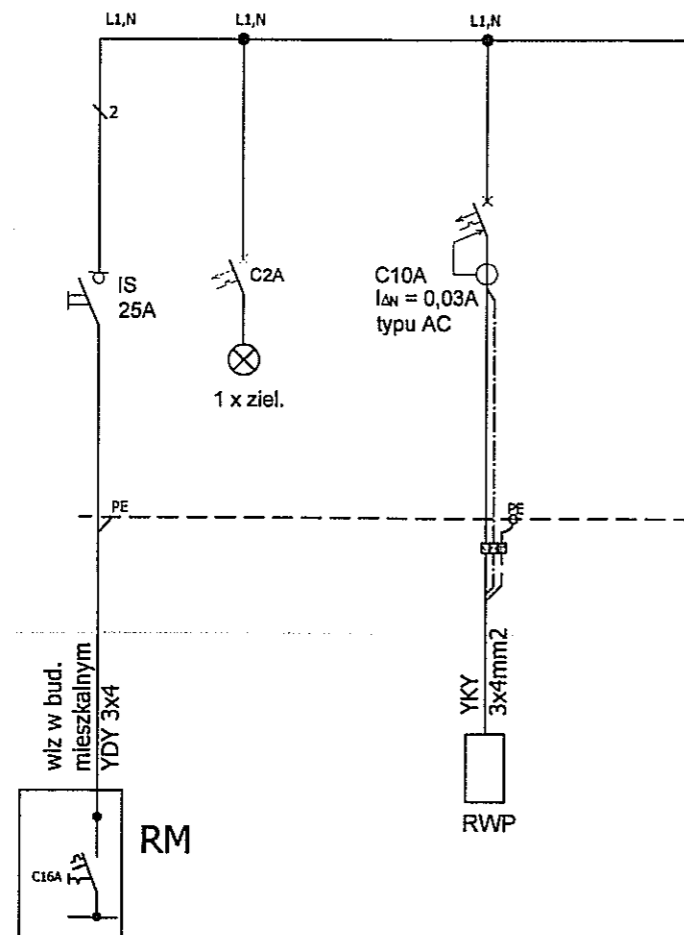 L1,N
L1,N
L1,N
2
IS
25A
C2A
1 x ziel.
C10A
IΔN = 0,03A
typu AC
PE
PE
wlz w bud.
mieszkalnym
YDY 3x4
YKY
3x4mm2
RM
C16A
RWP